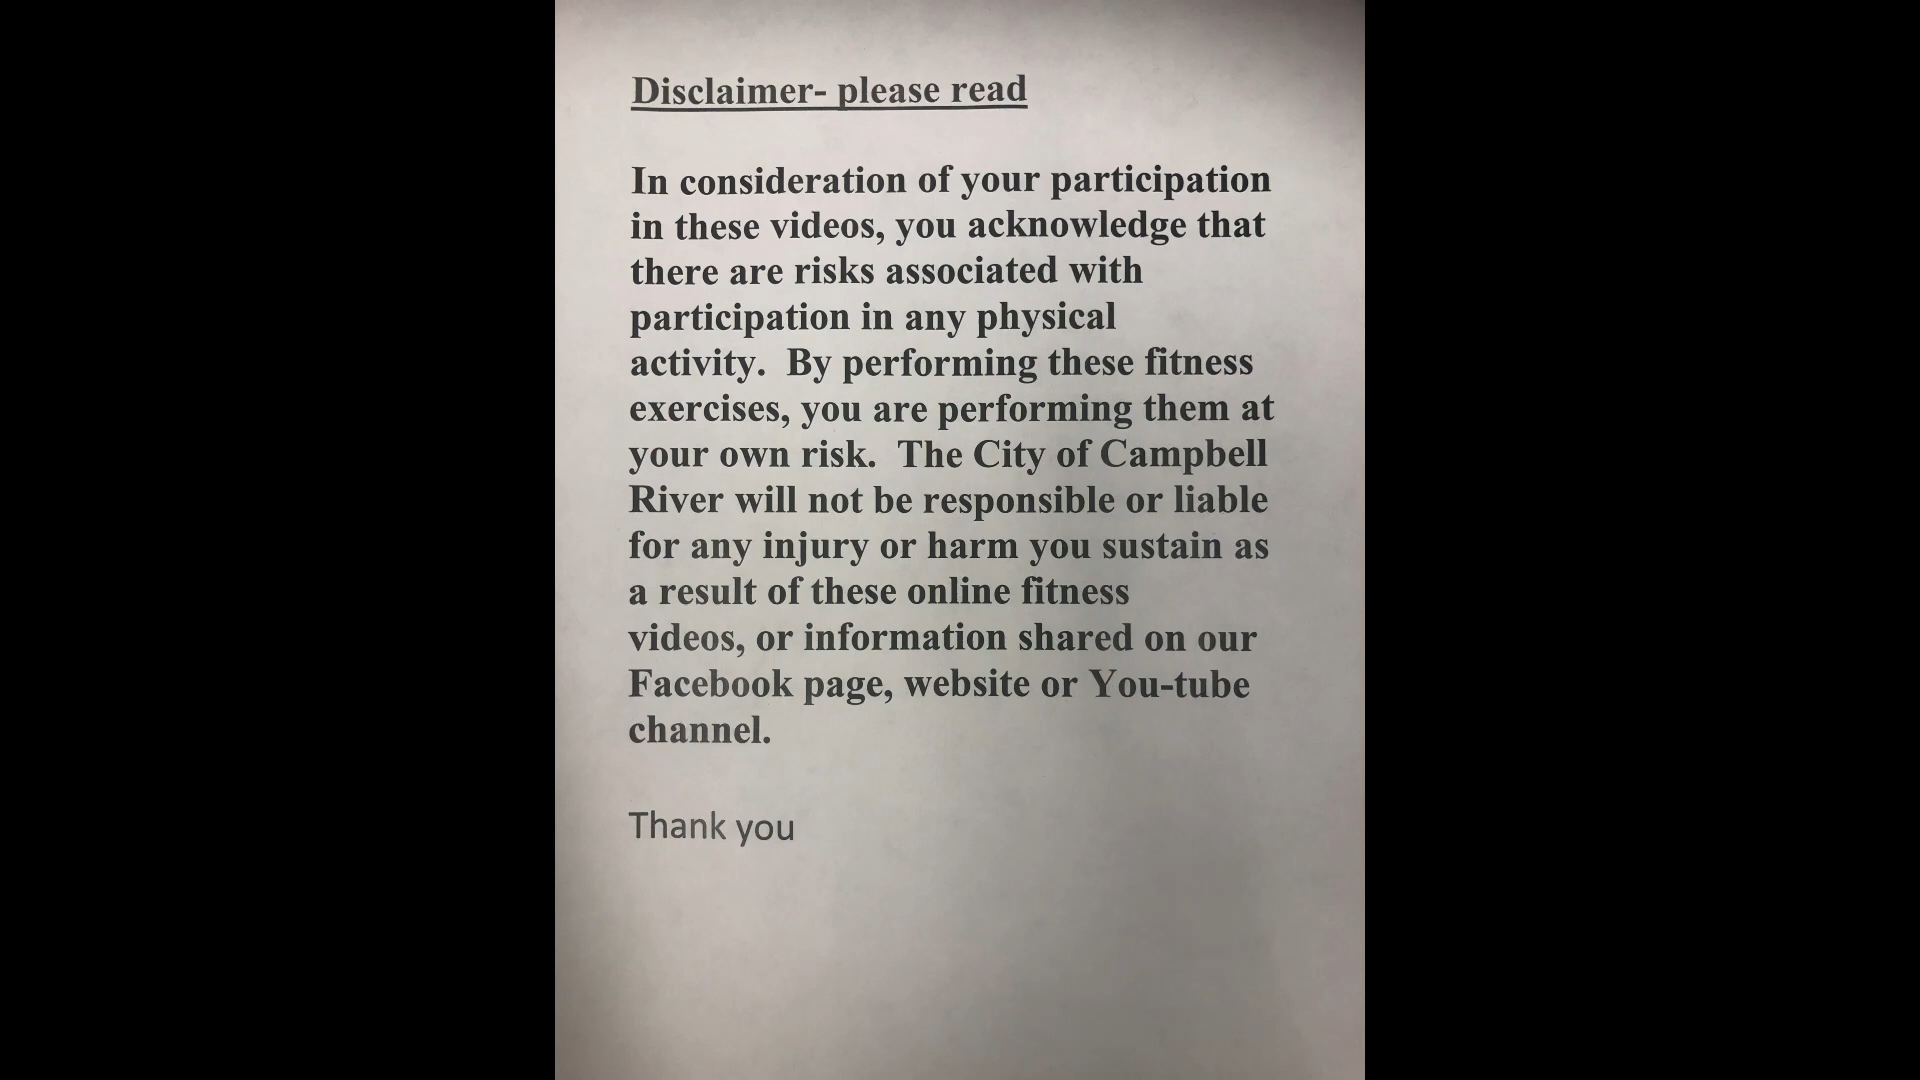 Disclaimer- please read
In consideration of your participation
in these videos, you acknowledge that
there are risks associated with
participation in any physical
activity.  By performing these fitness
exercises, you are performing them at
your own risk.  The City of Campbell
River will not be responsible or liable
for any injury or harm you sustain as
a result of these online fitness
videos, or information shared on our
Facebook page, website or You-tube
channel.
Thank you